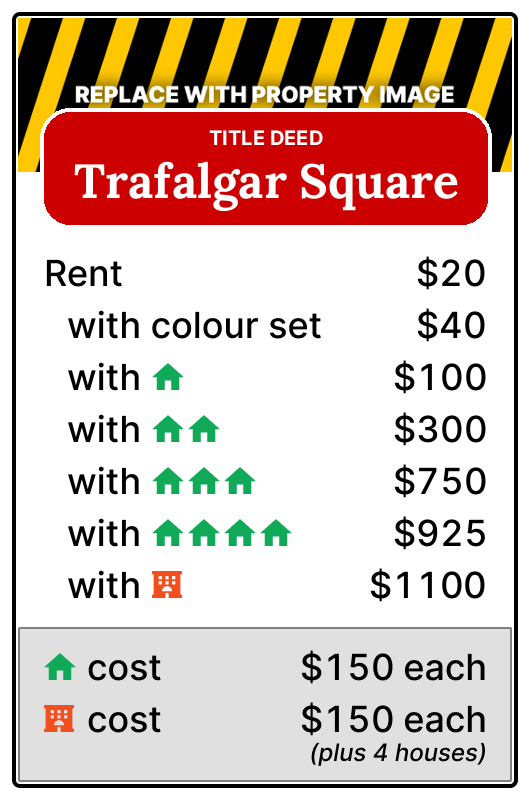 REPLACE WITH PROPERTY IMAGE
TITLE DEED
Trafalgar Square
Rent $20
with colour set $40
with $100
with $300
with $750
with $925
with $1100
cost $150 each
cost $150 each
(plus 4 houses)